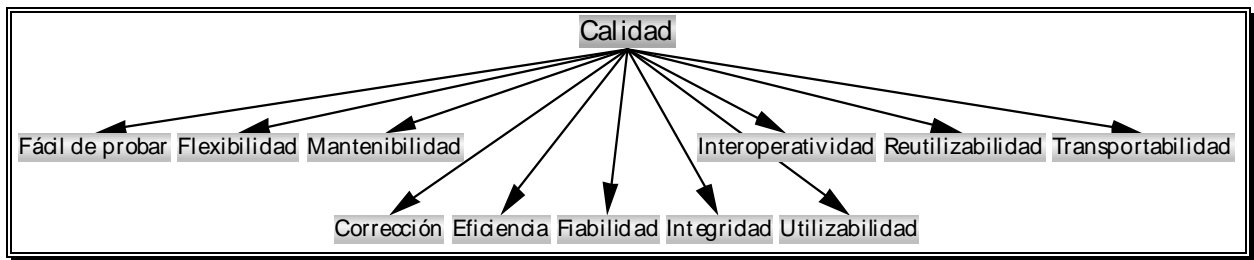 Calidad
Fácil de probar Flexibilidad Mantenibilidad Interoperatividad Reutilizabilidad Transportabilidad
Corrección Eficiencia Fiabilidad Integridad Utilizabilidad